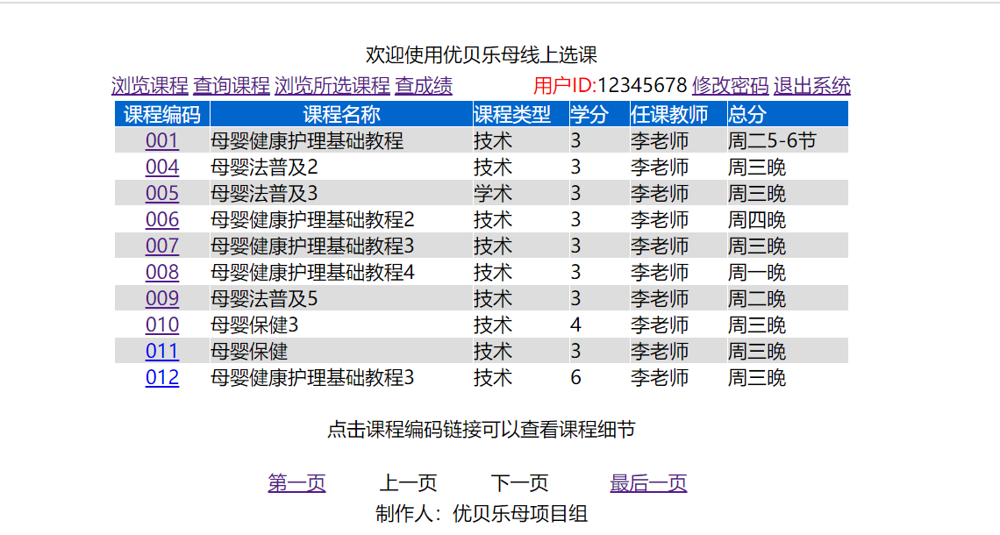 欢迎使用优贝乐母线上选课
浏览课程 查询课程 浏览所选课程 查成绩 用户ID:12345678 修改密码 退出系统
课程编码 课程名称 课程类型 学分 任课教师 总分
001 母婴健康护理基础教程 技术 3 李老师 周二5-6节
004 母婴法普及2 技术 3 李老师 周三晚
005 母婴法普及3 学术 3 李老师 周三晚
006 母婴健康护理基础教程2 技术 3 李老师 周四晚
007 母婴健康护理基础教程3 技术 3 李老师 周三晚
008 母婴健康护理基础教程4 技术 3 李老师 周一晚
009 母婴法普及5 技术 3 李老师 周二晚
010 母婴保健3 技术 4 李老师 周三晚
011 母婴保健 技术 3 李老师 周三晚
012 母婴健康护理基础教程3 技术 6 李老师 周三晚
点击课程编码链接可以查看课程细节
第一页 上一页 下一页 最后一页
制作人：优贝乐母项目组